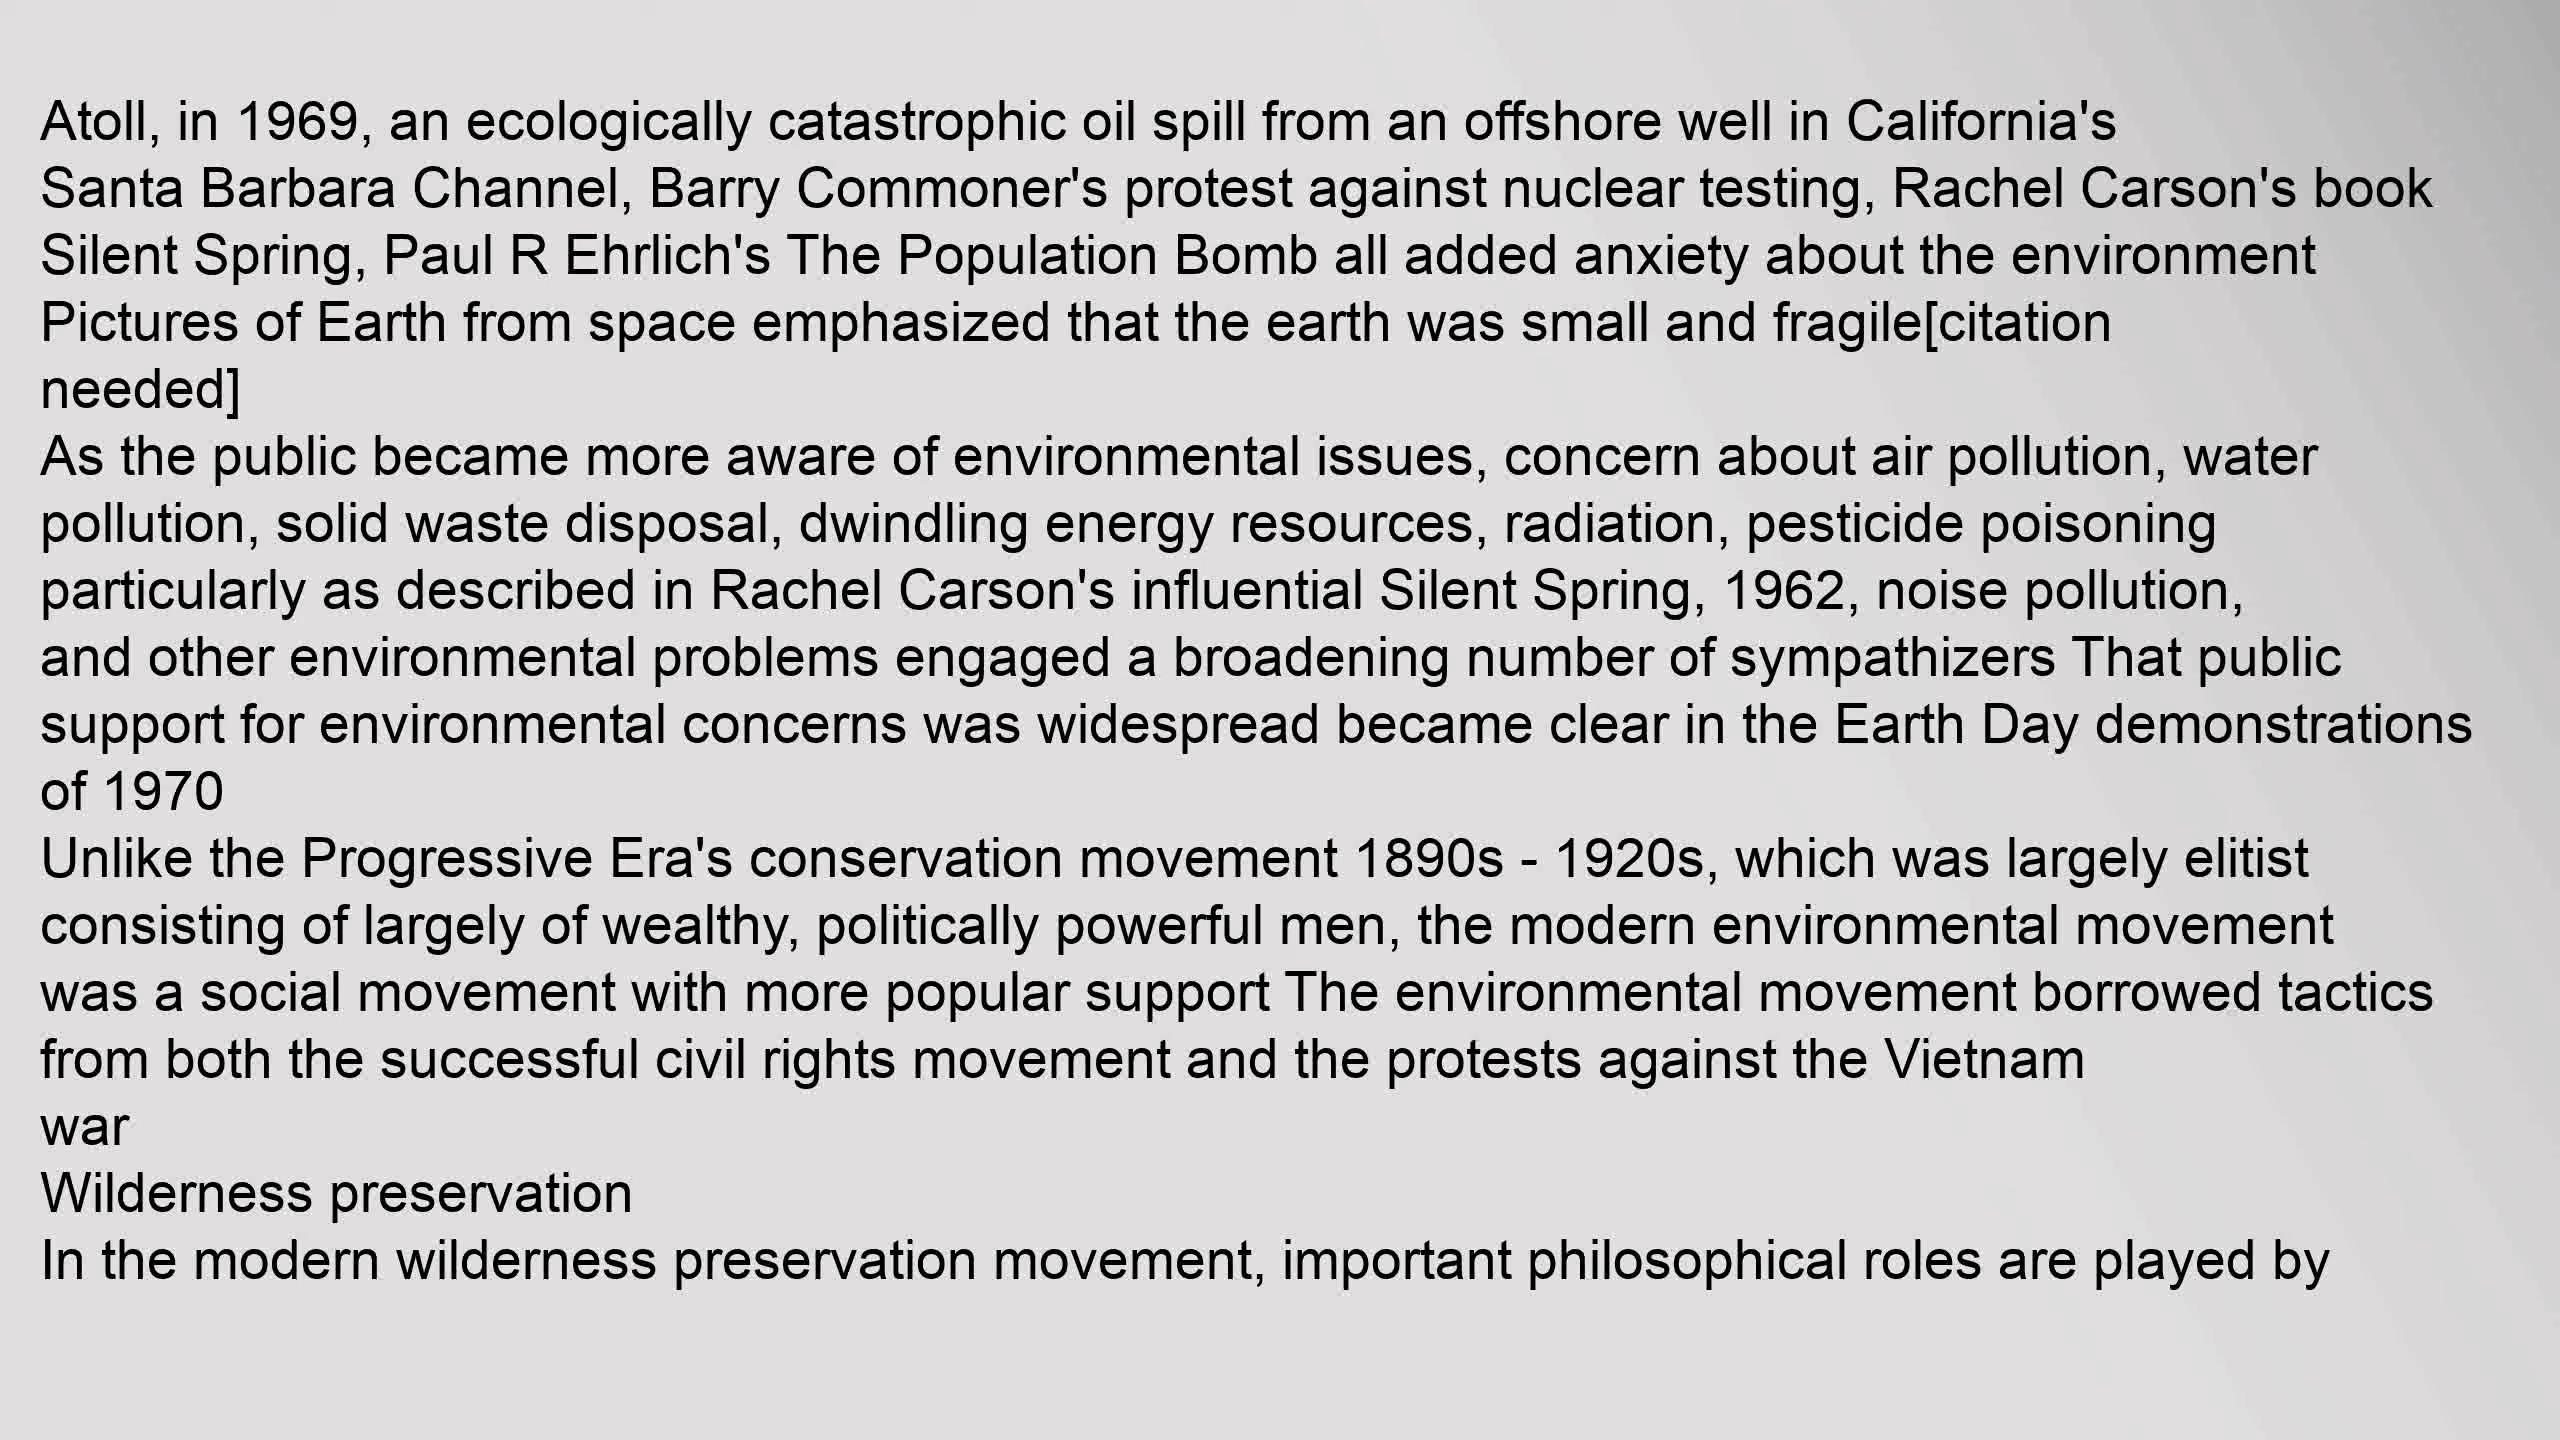 Atoll, in 1969, an ecologically catastrophic oil spill from an offshore well in California's
Santa Barbara Channel, Barry Commoner's protest against nuclear testing, Rachel Carson's book
Silent Spring, Paul R Ehrlich's The Population Bomb all added anxiety about the environment
Pictures of Earth from space emphasized that the earth was small and fragile[citation
needed]
As the public became more aware of environmental issues, concern about air pollution, water
pollution, solid waste disposal, dwindling energy resources, radiation, pesticide poisoning
particularly as described in Rachel Carson's influential Silent Spring, 1962, noise pollution,
and other environmental problems engaged a broadening number of sympathizers That public
support for environmental concerns was widespread became clear in the Earth Day demonstrations
of 1970
Unlike the Progressive Era's conservation movement 1890s - 1920s, which was largely elitist
consisting of largely of wealthy, politically powerful men, the modern environmental movement
was a social movement with more popular support The environmental movement borrowed tactics
from both the successful civil rights movement and the protests against the Vietnam
war
Wilderness preservation
In the modern wilderness preservation movement, important philosophical roles are played by